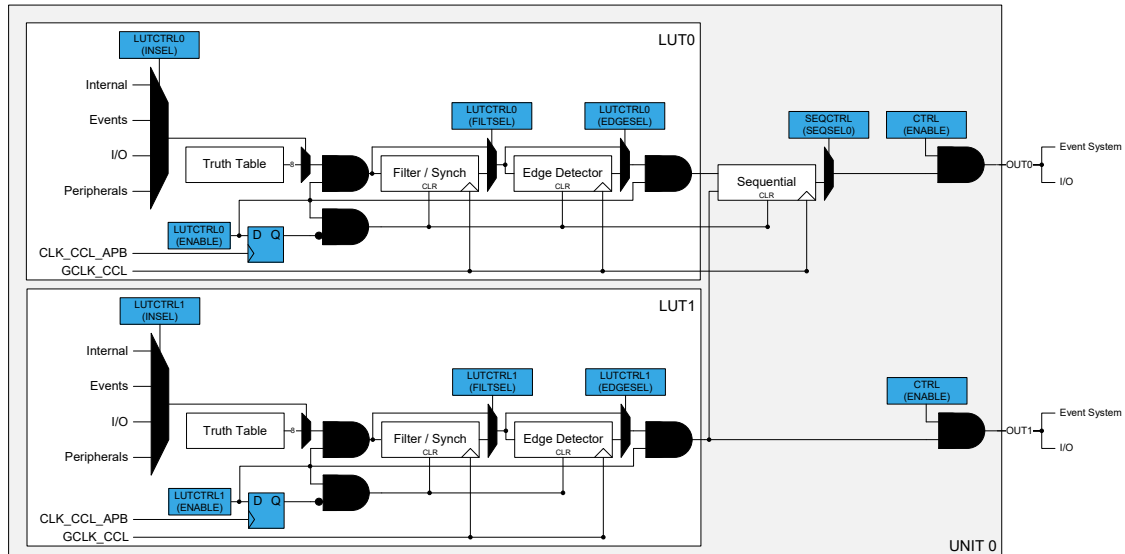 LUT0
LUTCTRL0
(INSEL)
Internal
Events
I/O
Peripherals
Truth Table
8
LUTCTRL0
(FILTSEL)
LUTCTRL0
(EDGESEL)
Filter / Synch
CLR
Edge Detector
CLR
SEQCTRL
(SEQSEL0)
Sequential
CLR
CTRL
(ENABLE)
OUT0
Event System
I/O
LUTCTRL0
(ENABLE)
D Q
CLK_CCL_APB
GCLK_CCL
LUT1
LUTCTRL1
(INSEL)
Internal
Events
I/O
Peripherals
Truth Table
8
LUTCTRL1
(FILTSEL)
LUTCTRL1
(EDGESEL)
Filter / Synch
CLR
Edge Detector
CLR
CTRL
(ENABLE)
OUT1
Event System
I/O
LUTCTRL1
(ENABLE)
D Q
CLK_CCL_APB
GCLK_CCL
UNIT 0